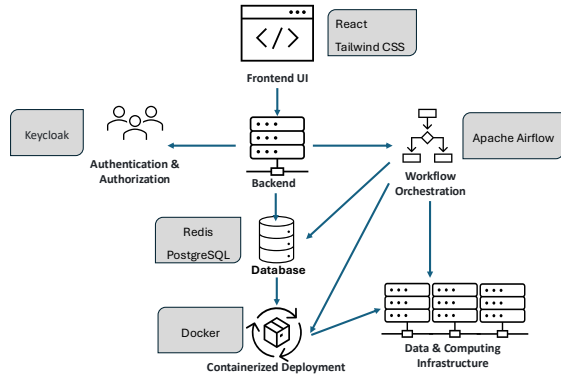 React
Tailwind CSS
Frontend UI
Keycloak
Authentication &
Authorization
Backend
Workflow
Orchestration
Apache Airflow
Redis
PostgreSQL
Database
Docker
Containerized Deployment
Data & Computing
Infrastructure